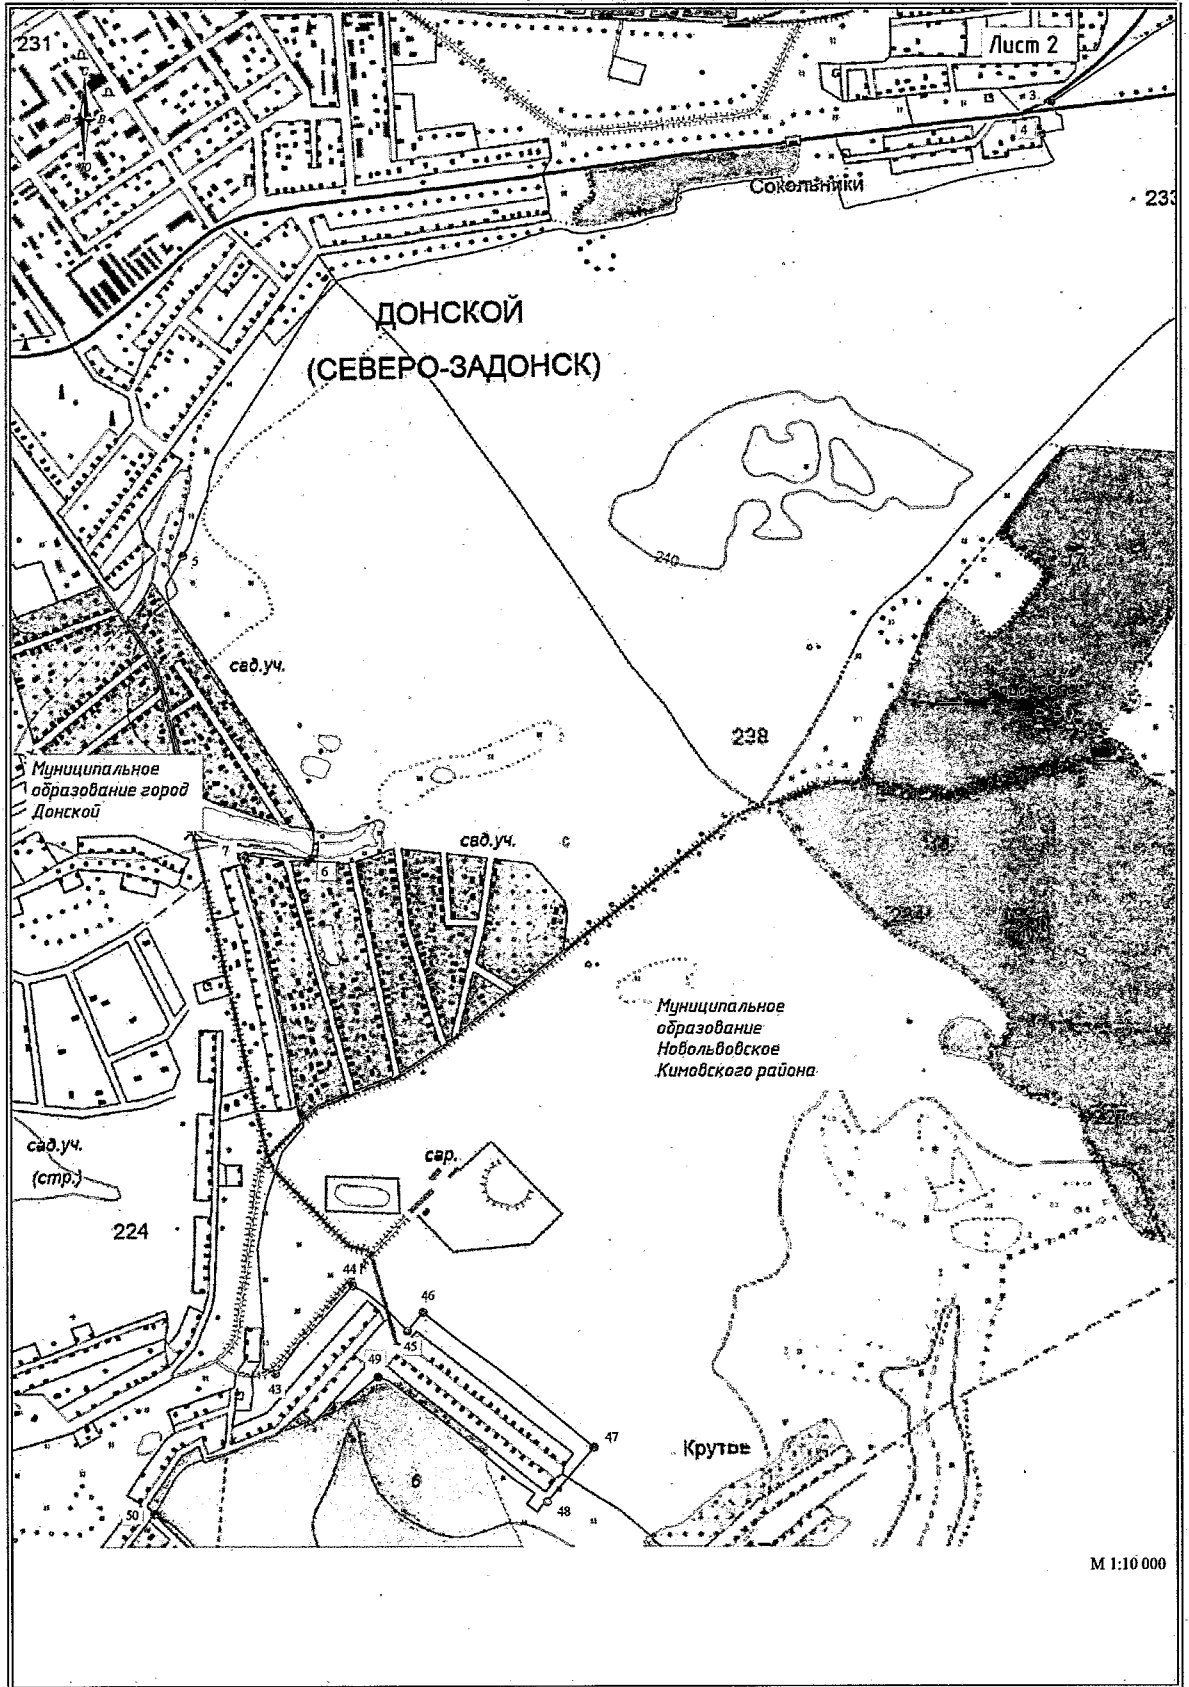 231
Лист 2
С
В
В
Ю
3
4
Сокольники
233
ДОНСКОЙ
(СЕВЕРО-ЗАДОНСК)
240
5
сад.уч.
238
Муниципальное
образование город
Донской
сад.уч.
7
6
Муниципальное
образование
Новольвовское
Кимовского района
сад.уч.
(стр.)
сар.
224
44
46
45
49
43
47
Крутое
6
48
50
М 1:10 000